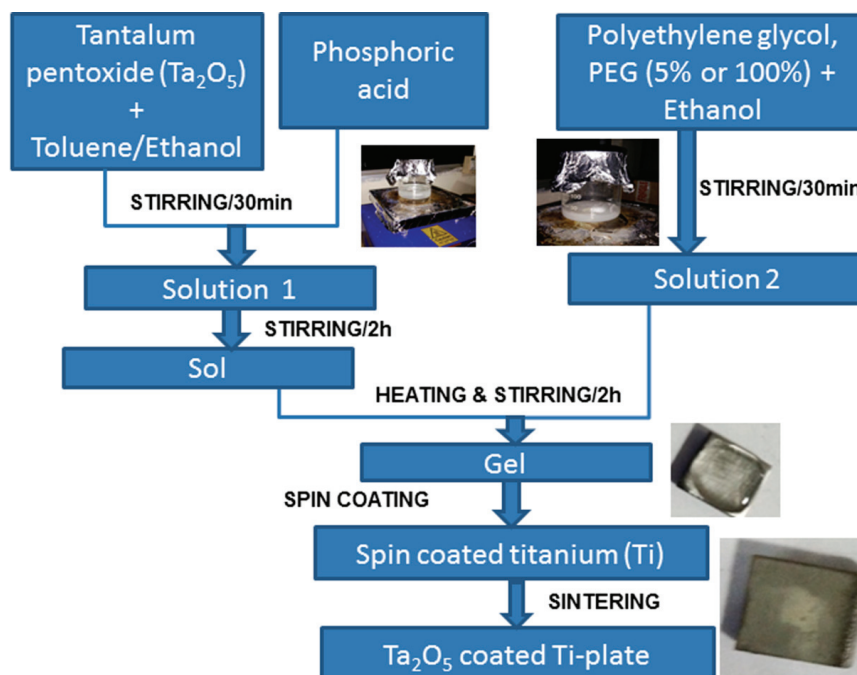 Tantalum
pentoxide (Ta₂O₅)
+
Toluene/Ethanol
Phosphoric
acid
Polyethylene glycol,
PEG (5% or 100%) +
Ethanol
STIRRING/30min
STIRRING/30min
Solution 1
Solution 2
STIRRING/2h
Sol
HEATING & STIRRING/2h
Gel
SPIN COATING
Spin coated titanium (Ti)
SINTERING
Ta₂O₅ coated Ti-plate